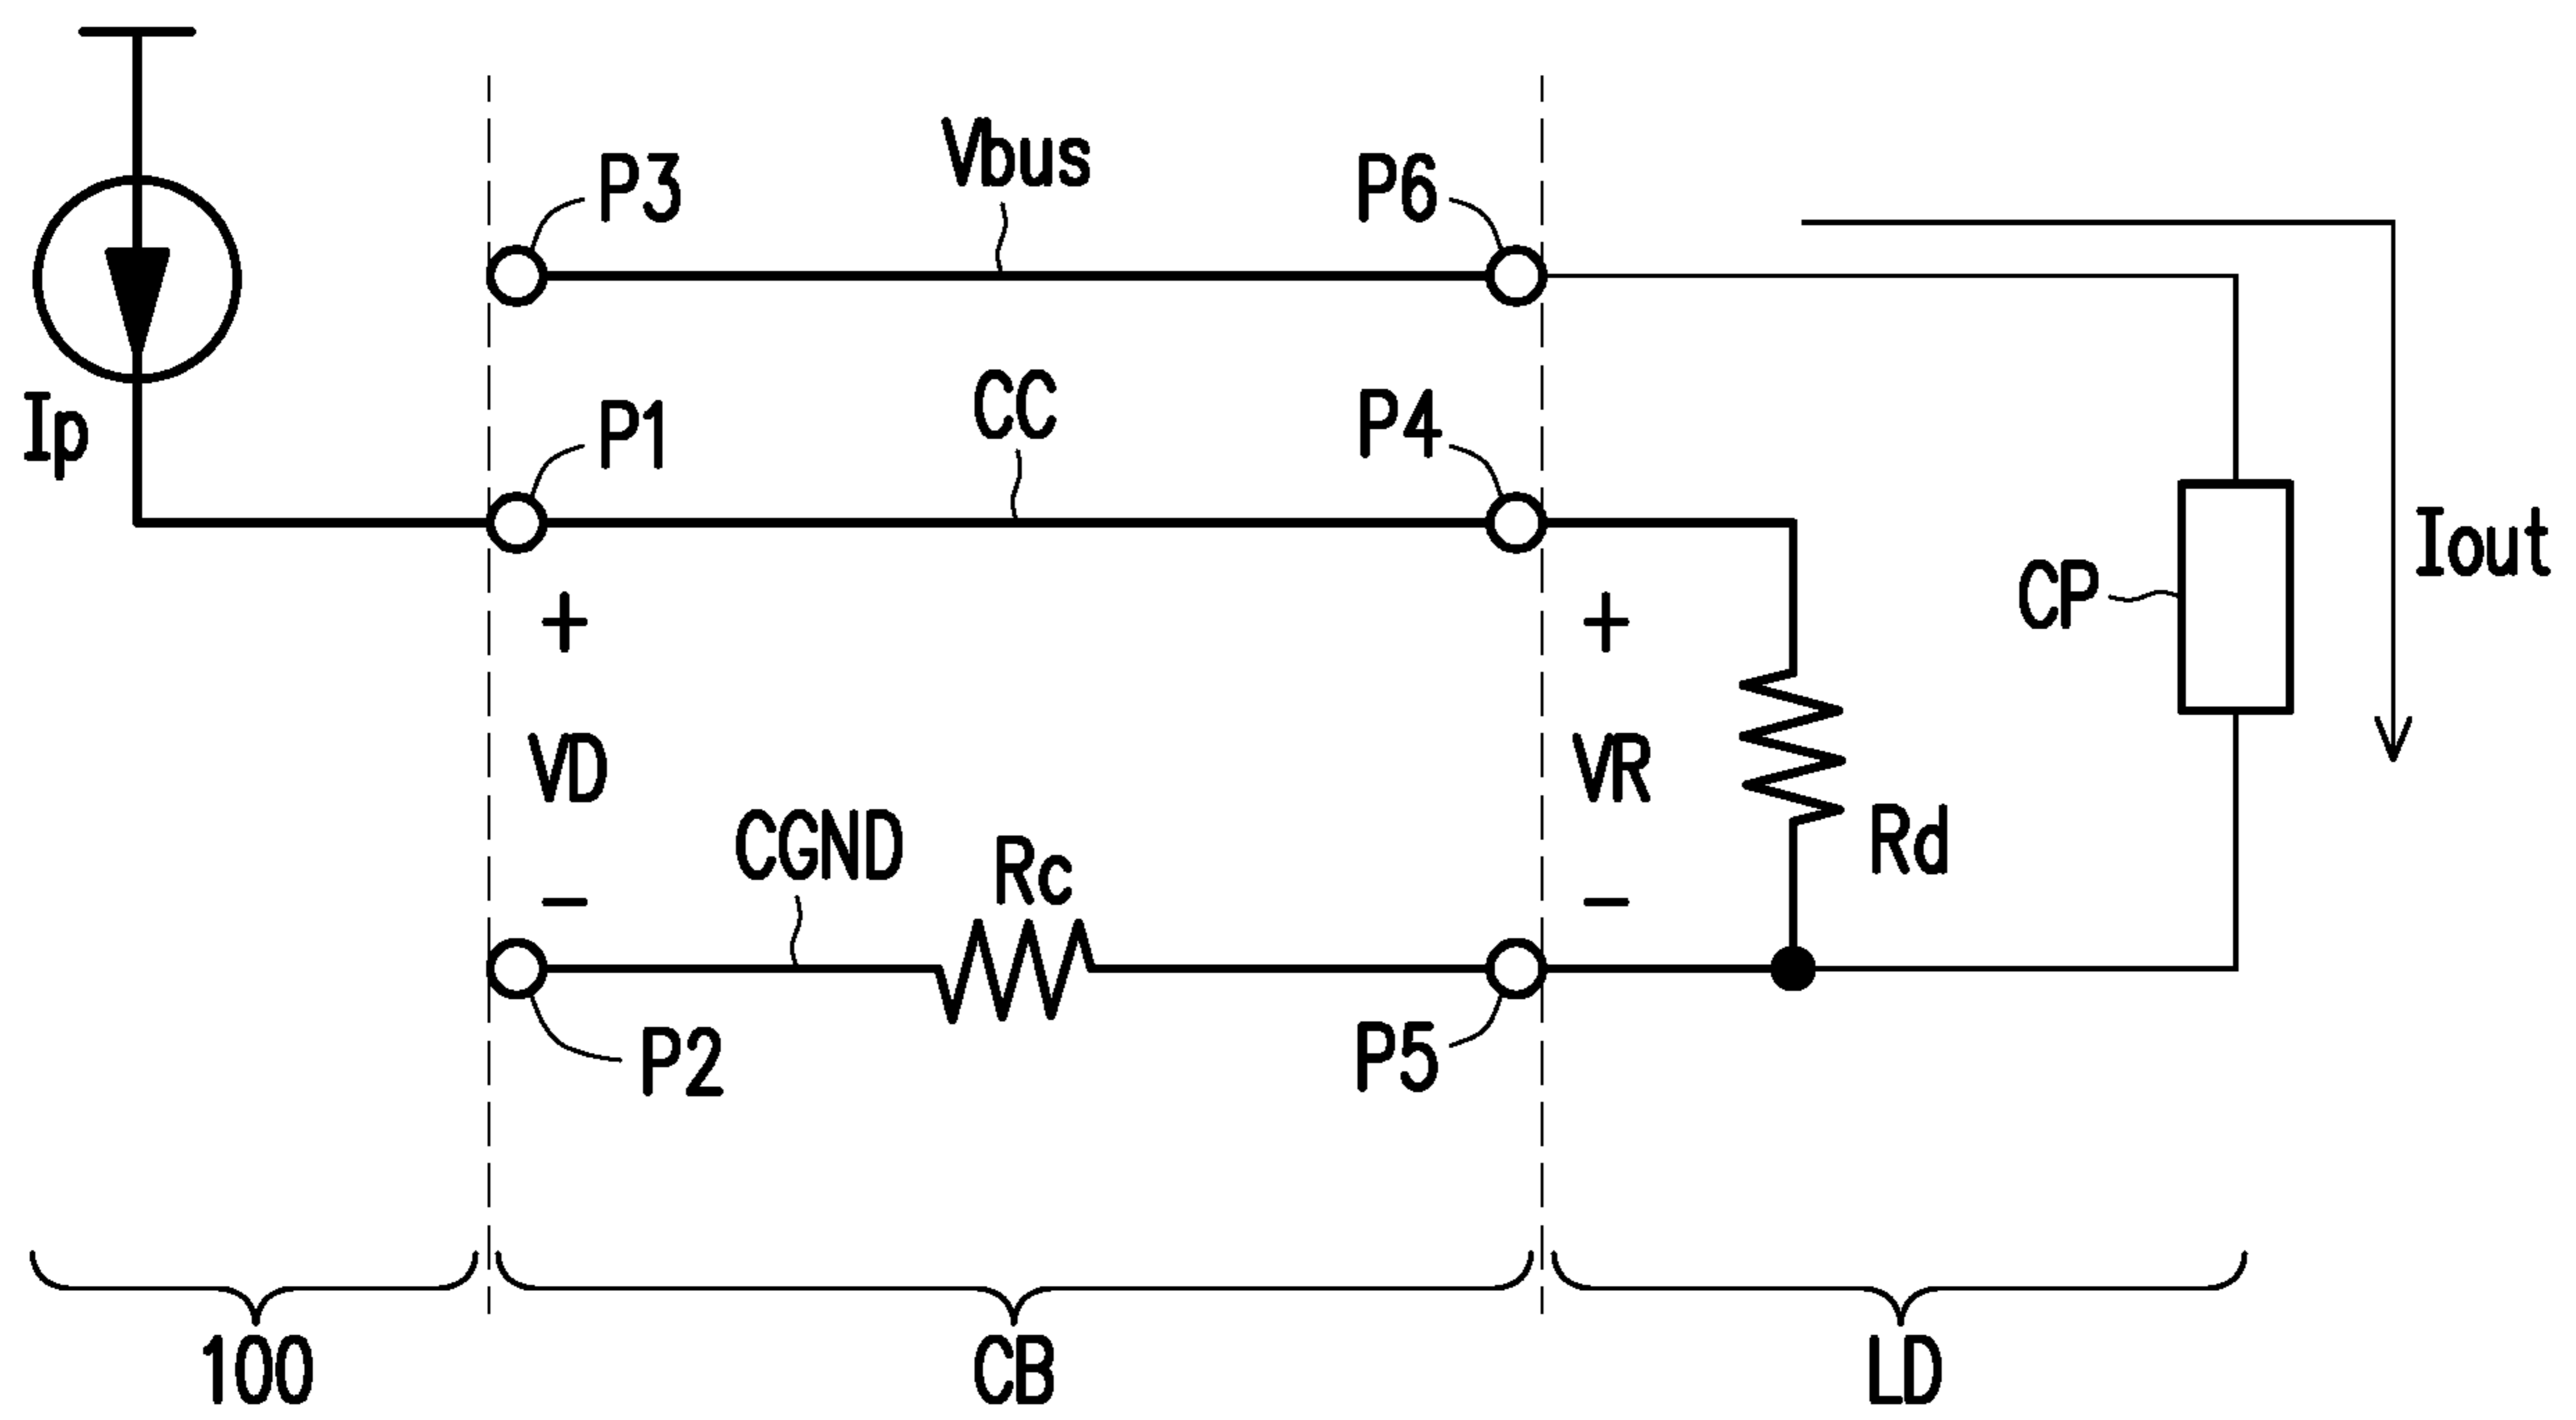 Vbus
P3
P6
CC
P1
P4
Ip
Iout
CP
+
+
VD
VR
CGND
Rc
Rd
−
−
P2
P5
100
CB
LD